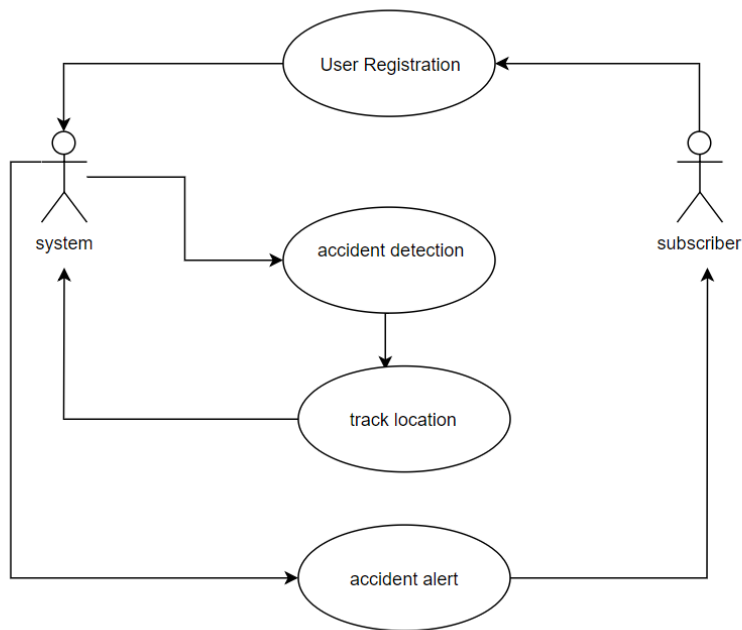 User Registration
system
subscriber
accident detection
track location
accident alert